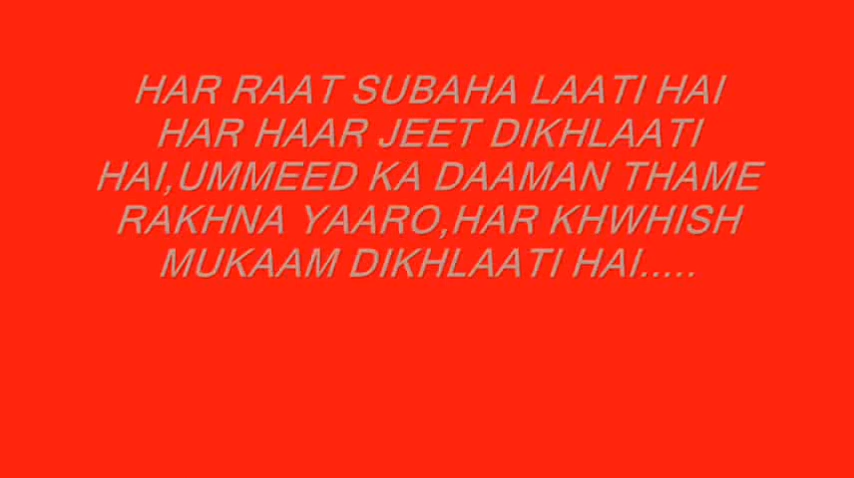 HAR RAAT SUBAHA LAATI HAI
HAR HAAR JEET DIKHLAATI
HAI,UMMEED KA DAAMAN THAME
RAKHNA YAARO,HAR KHWHISH
MUKAAM DIKHLAATI HAI.....